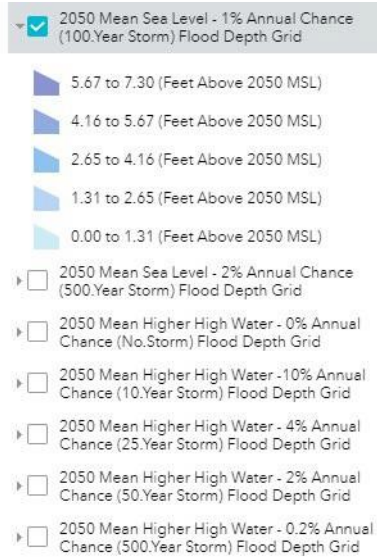 2050 Mean Sea Level - 1% Annual Chance
(100.Year Storm) Flood Depth Grid
5.67 to 7.30 (Feet Above 2050 MSL)
4.16 to 5.67 (Feet Above 2050 MSL)
2.65 to 4.16 (Feet Above 2050 MSL)
1.31 to 2.65 (Feet Above 2050 MSL)
0.00 to 1.31 (Feet Above 2050 MSL)
2050 Mean Sea Level - 2% Annual Chance
(500.Year Storm) Flood Depth Grid
2050 Mean Higher High Water - 0% Annual
Chance (No.Storm) Flood Depth Grid
2050 Mean Higher High Water -10% Annual
Chance (10.Year Storm) Flood Depth Grid
2050 Mean Higher High Water - 4% Annual
Chance (25.Year Storm) Flood Depth Grid
2050 Mean Higher High Water - 2% Annual
Chance (50.Year Storm) Flood Depth Grid
2050 Mean Higher High Water - 0.2% Annual
Chance (500.Year Storm) Flood Depth Grid